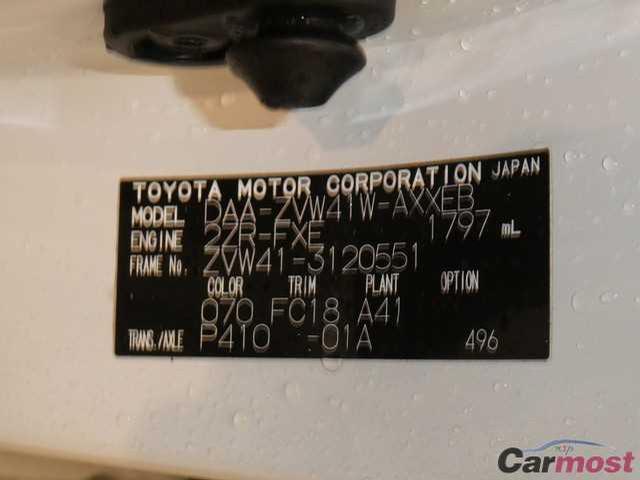 TOYOTA MOTOR CORPORATION JAPAN
MODEL DAA-ZVW41W-AXXEB
ENGINE 2ZR-FXE 1797 mL
FRAME No. ZVW41-3120551
COLOR TRIM PLANT OPTION
070 FC18 A41
TRANS./AXLE P410 -01A 496
Carmost